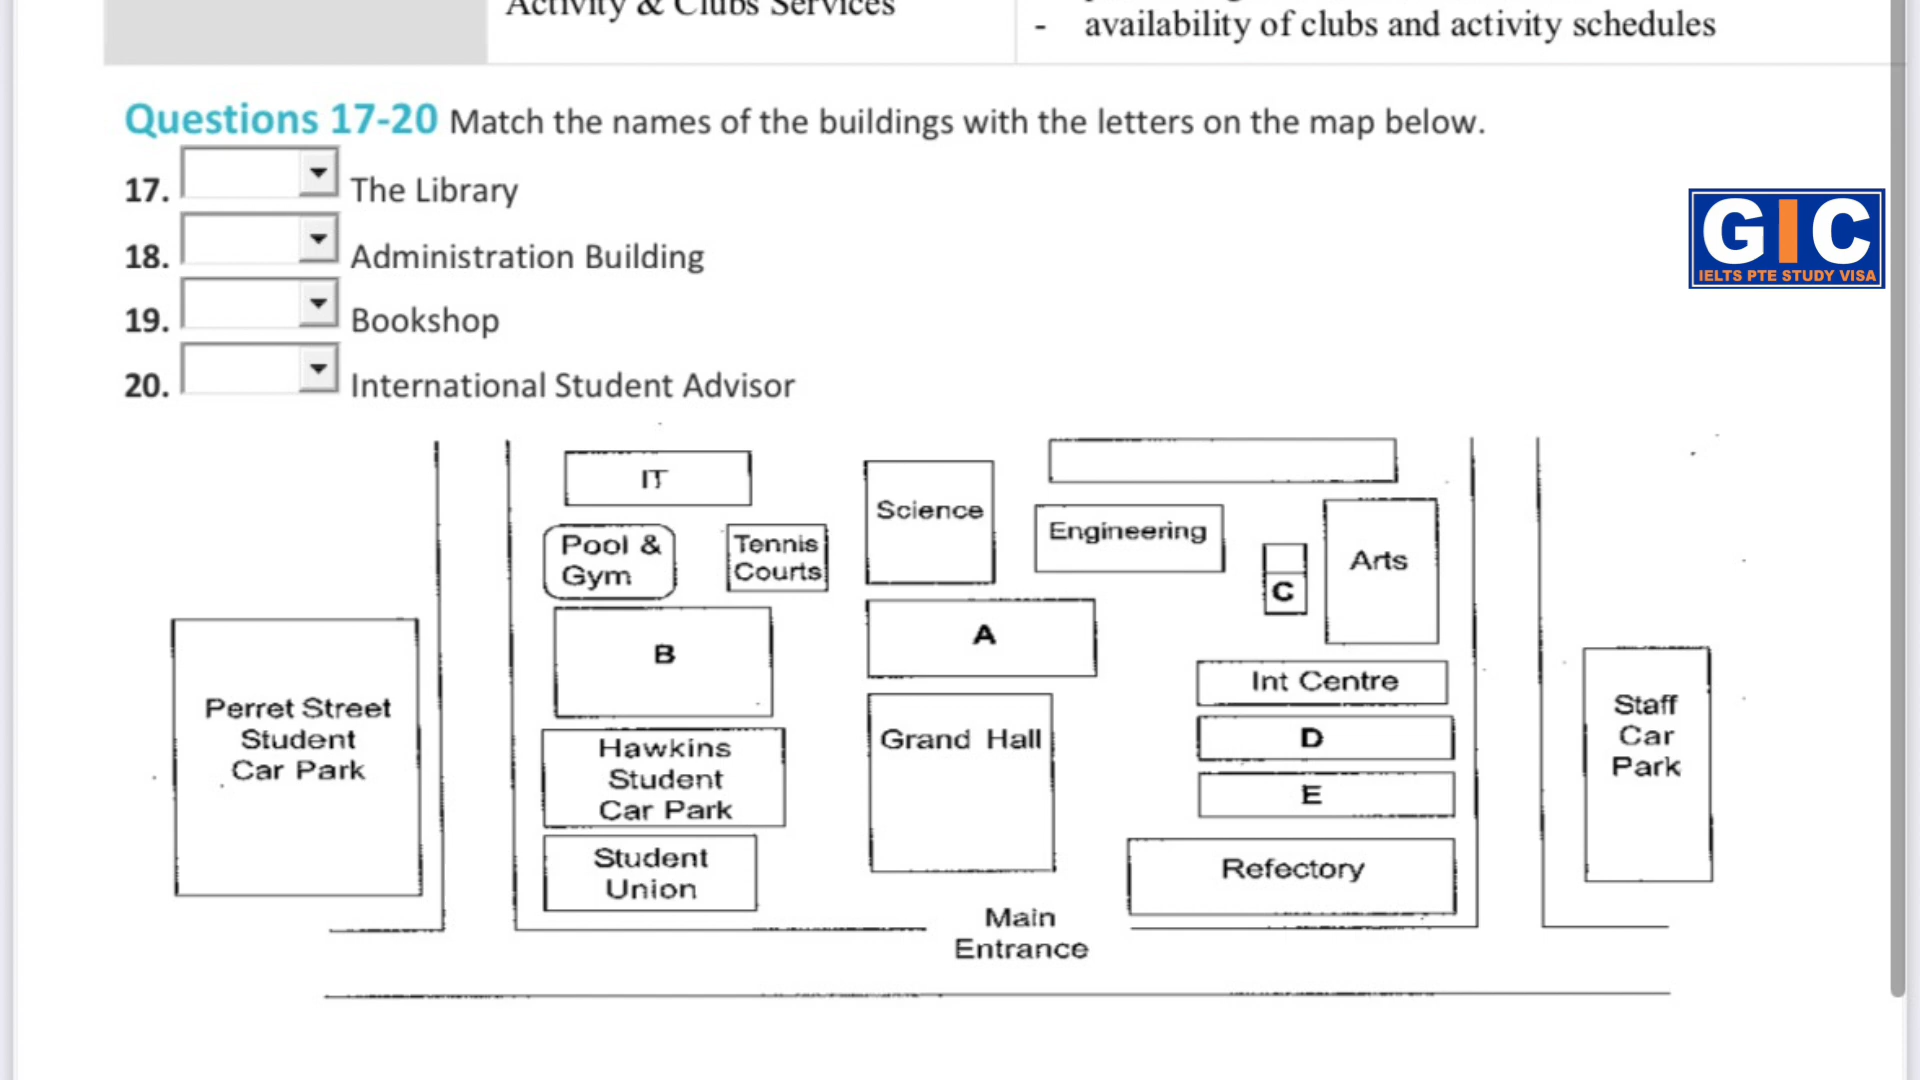 Activity & Clubs Services
- availability of clubs and activity schedules
Questions 17-20 Match the names of the buildings with the letters on the map below.
17. The Library
18. Administration Building
19. Bookshop
20. International Student Advisor
GIC
IELTS PTE STUDY VISA
IT
Science
Engineering
Pool &
Gym
Tennis
Courts
Arts
C
B
A
Int Centre
Perret Street
Student
Car Park
Hawkins
Student
Car Park
Grand Hall
D
E
Staff
Car
Park
Student
Union
Refectory
Main
Entrance